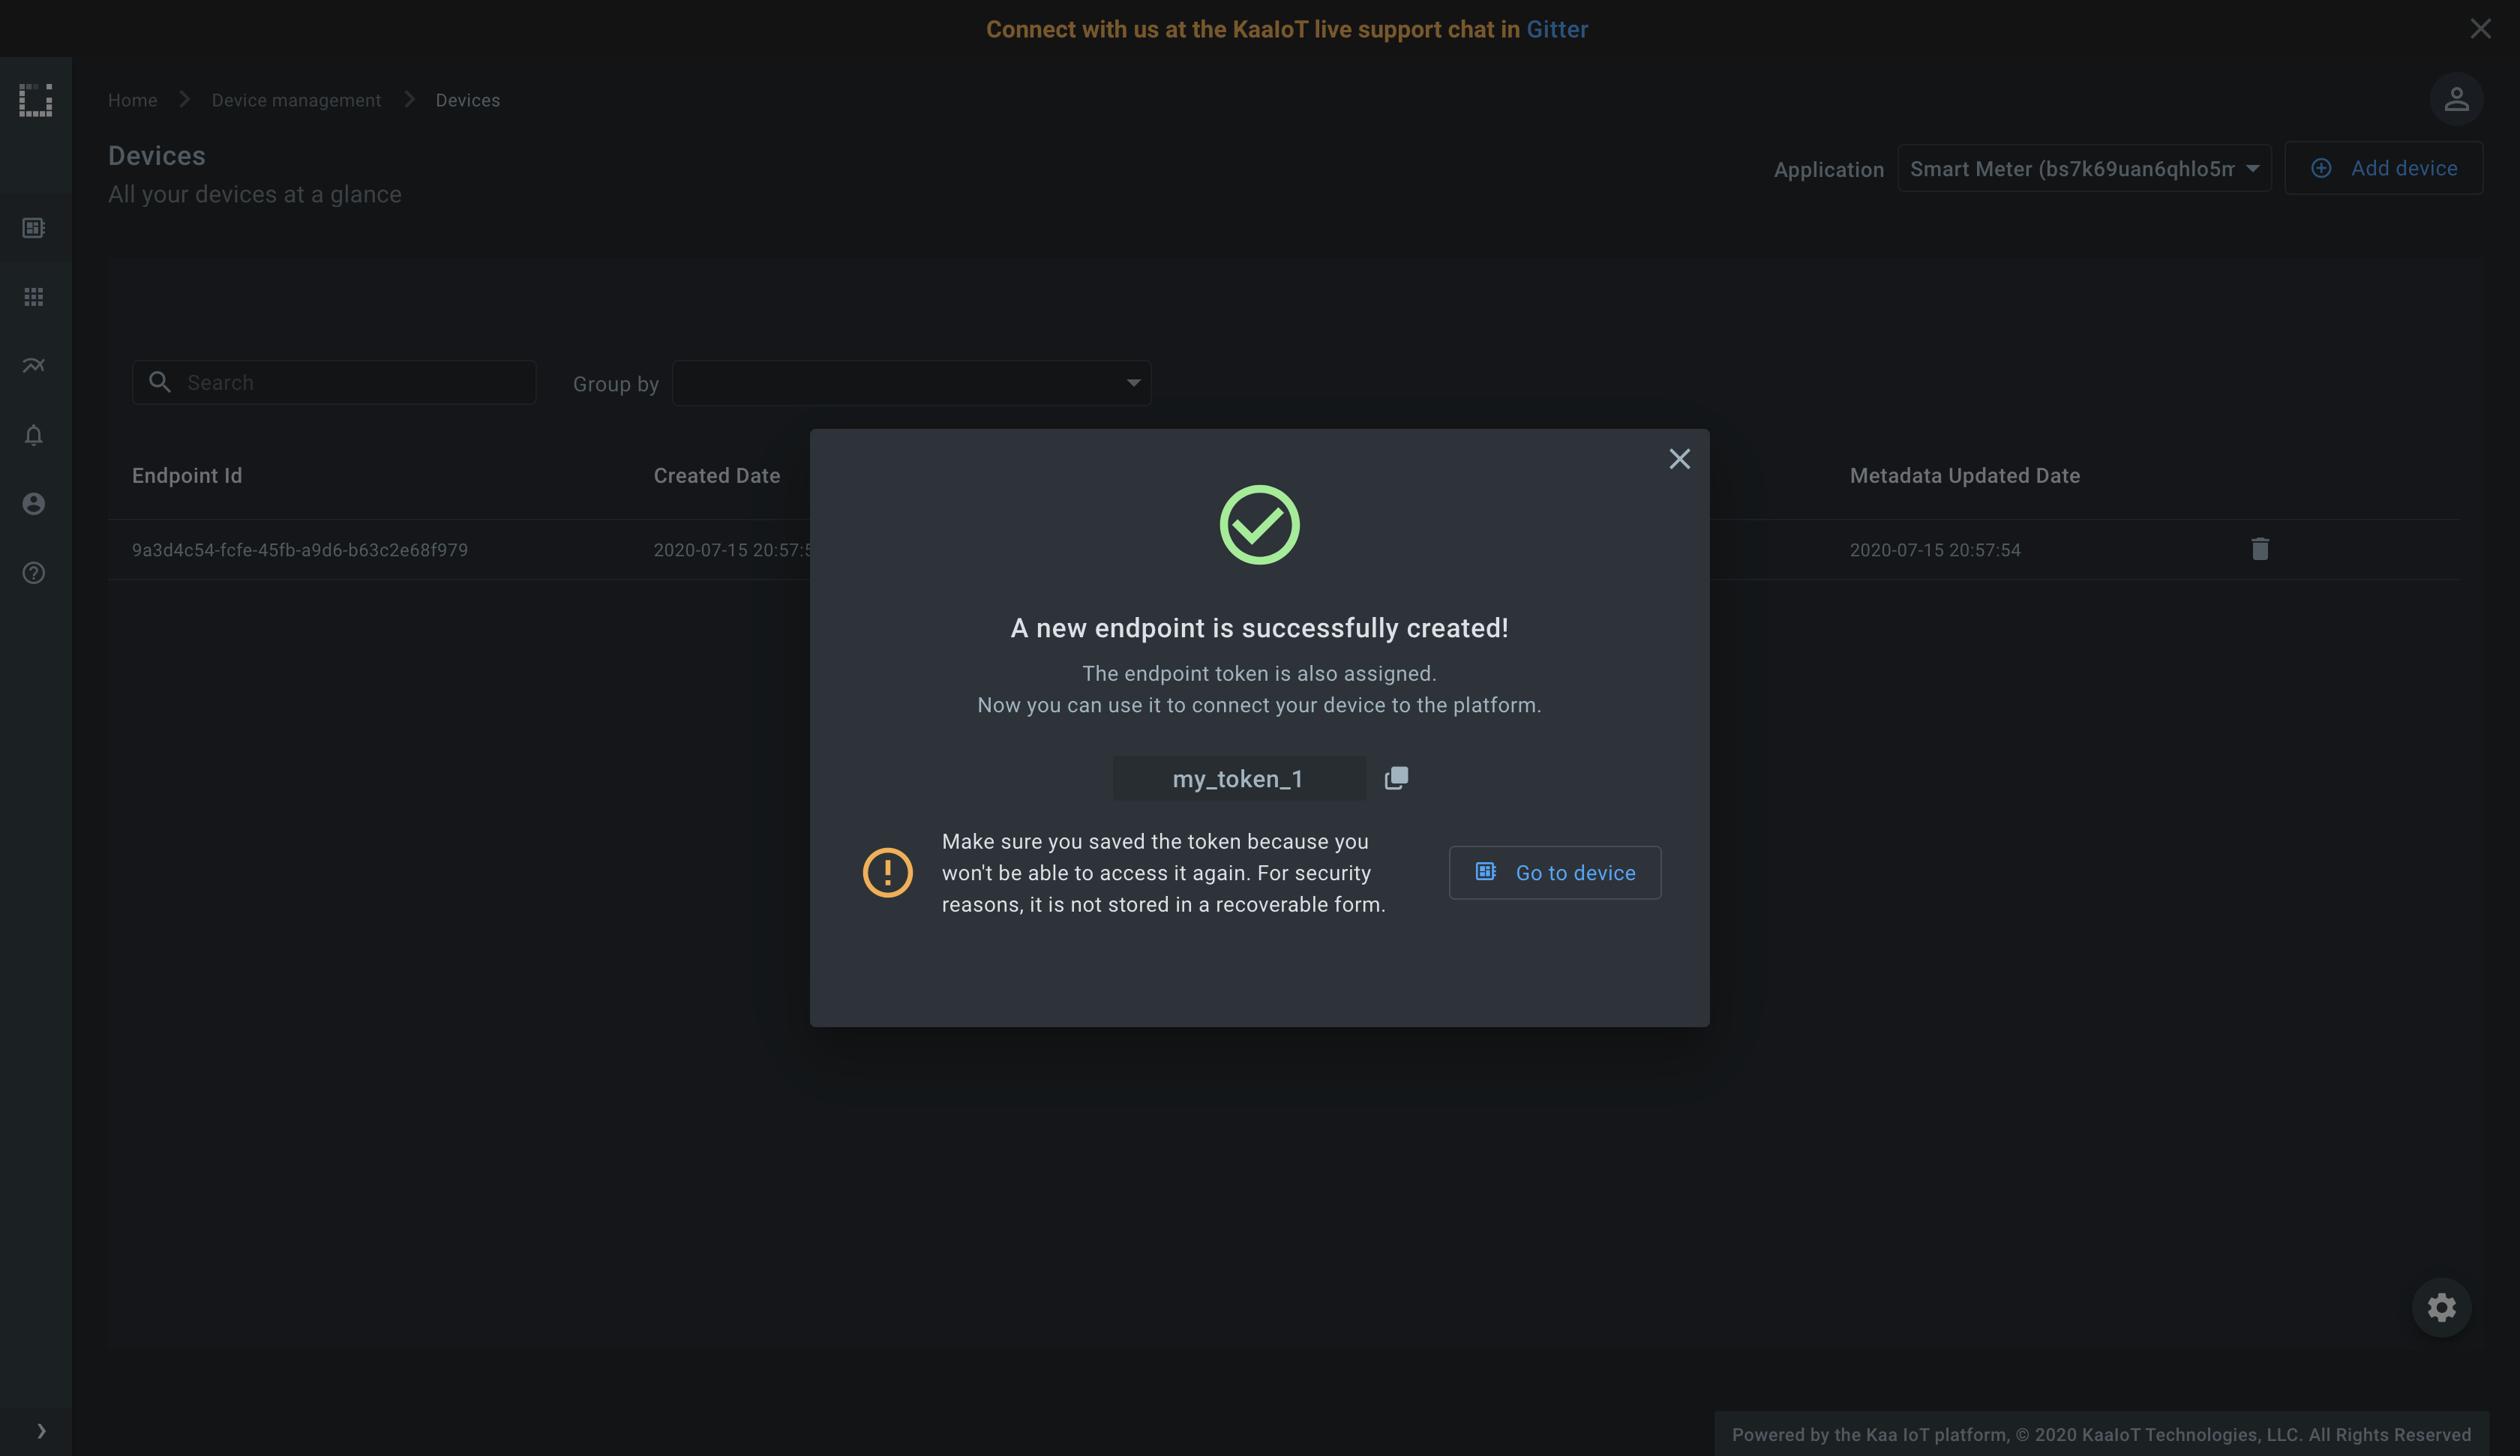 Connect with us at the KaaIoT live support chat in Gitter
Home > Device management > Devices
Devices
All your devices at a glance
Application
Smart Meter (bs7k69uan6qhlo5
Add device
Search
Group by
Endpoint Id
Created Date
Metadata Updated Date
9a3d4c54-fcfe-45fb-a9d6-b63c2e68f979
2020-07-15 20:57:5
2020-07-15 20:57:54
A new endpoint is successfully created!
The endpoint token is also assigned.
Now you can use it to connect your device to the platform.
my_token_1
Make sure you saved the token because you
won't be able to access it again. For security
reasons, it is not stored in a recoverable form.
Go to device
Powered by the Kaa IoT platform, © 2020 KaaIoT Technologies, LLC. All Rights Reserved